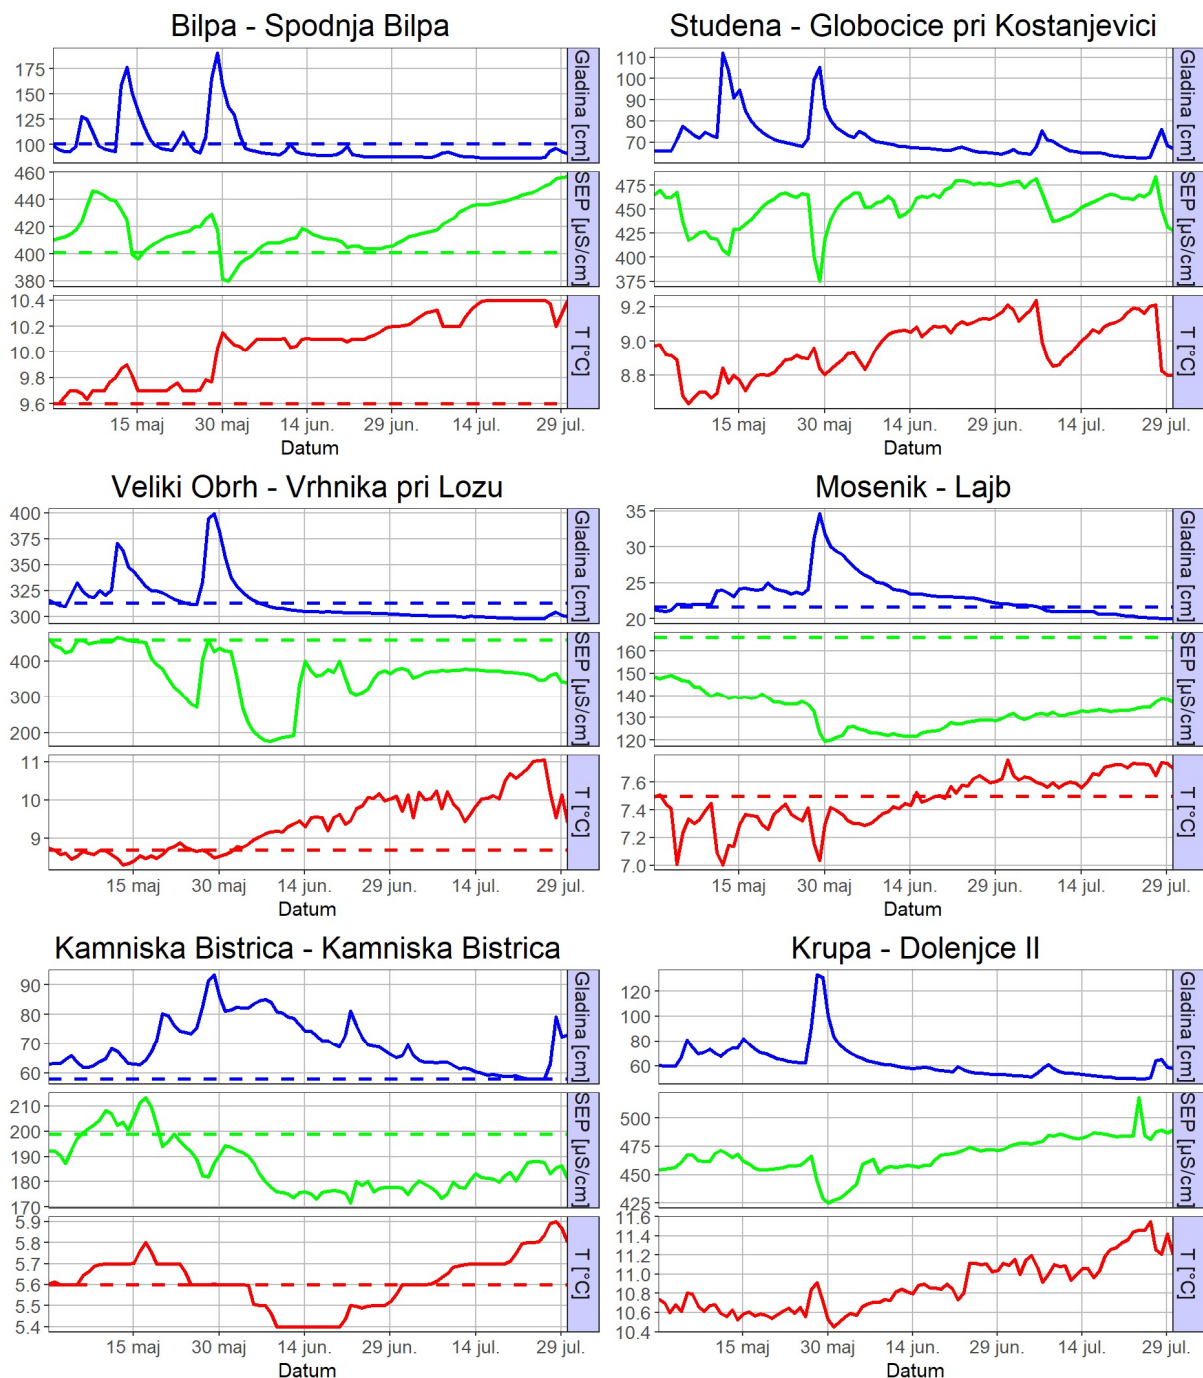 Bilpa - Spodnja Bilpa
175
150
125
100
Gladina [cm]
460
440
420
400
380
SEP [µS/cm]
10.4
10.2
10.0
9.8
9.6
T [°C]
15 maj 30 maj 14 jun. 29 jun. 14 jul. 29 jul.
Datum
Studena - Globocice pri Kostanjevici
110
100
90
80
70
Gladina [cm]
475
450
425
400
375
SEP [µS/cm]
9.2
9.0
8.8
T [°C]
15 maj 30 maj 14 jun. 29 jun. 14 jul. 29 jul.
Datum
Veliki Obrh - Vrhnika pri Lozu
400
375
350
325
300
Gladina [cm]
400
300
200
SEP [µS/cm]
11
10
9
T [°C]
15 maj 30 maj 14 jun. 29 jun. 14 jul. 29 jul.
Datum
Mosenik - Lajb
35
30
25
20
Gladina [cm]
160
150
140
130
120
SEP [µS/cm]
7.6
7.4
7.2
7.0
T [°C]
15 maj 30 maj 14 jun. 29 jun. 14 jul. 29 jul.
Datum
Kamniska Bistrica - Kamniska Bistrica
90
80
70
60
Gladina [cm]
210
200
190
180
170
SEP [µS/cm]
5.9
5.8
5.7
5.6
5.5
5.4
T [°C]
15 maj 30 maj 14 jun. 29 jun. 14 jul. 29 jul.
Datum
Krupa - Dolenjce II
120
100
80
60
Gladina [cm]
500
475
450
425
SEP [µS/cm]
11.6
11.4
11.2
11.0
10.8
10.6
10.4
T [°C]
15 maj 30 maj 14 jun. 29 jun. 14 jul. 29 jul.
Datum